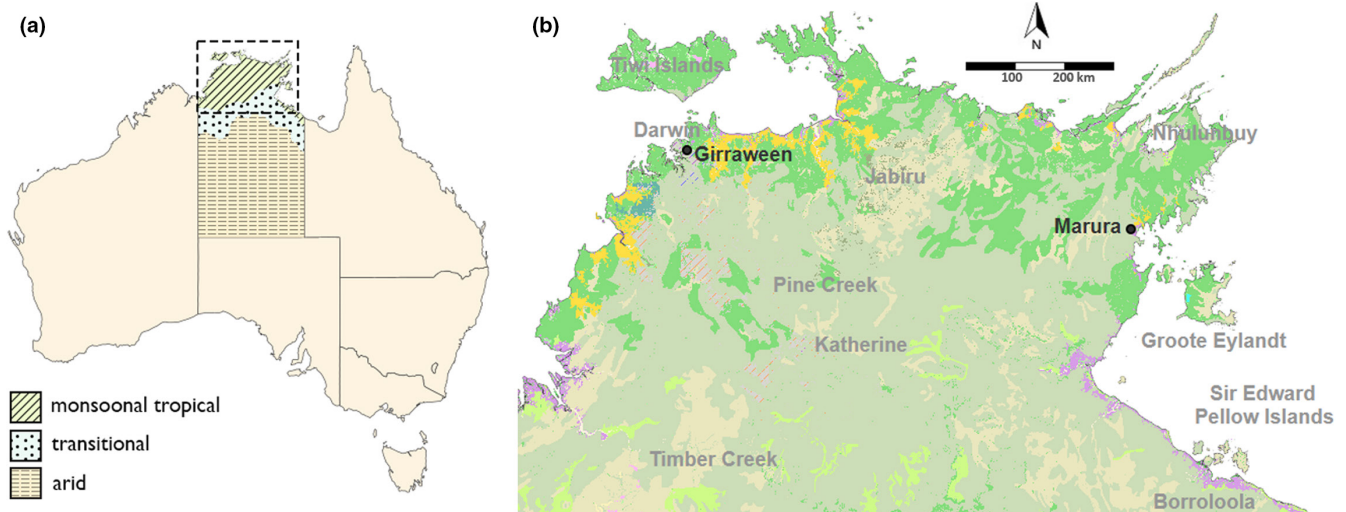 (a)
monsoonal tropical
transitional
arid
(b)
N
100 200 km
Tiwi Islands
Darwin
Girraween
Nhulunbuy
Jabiru
Marura
Pine Creek
Katherine
Groote Eylandt
Sir Edward
Pellow Islands
Timber Creek
Borroloola